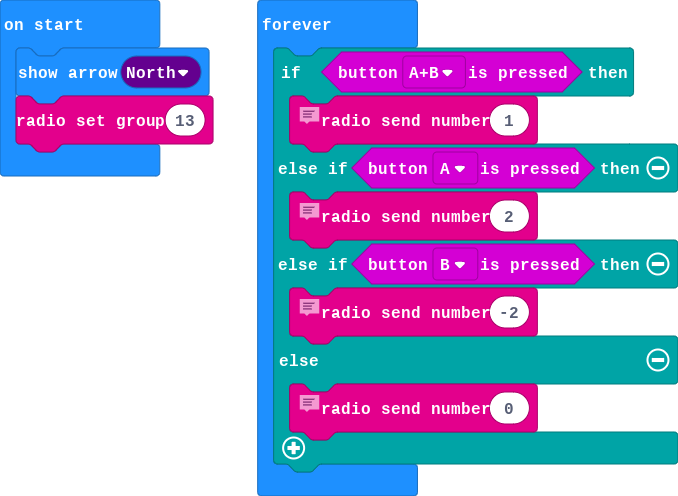 on start
show arrow North
radio set group 13
forever
if button A+B is pressed then
radio send number 1
else if button A is pressed then
radio send number 2
else if button B is pressed then
radio send number -2
else
radio send number 0